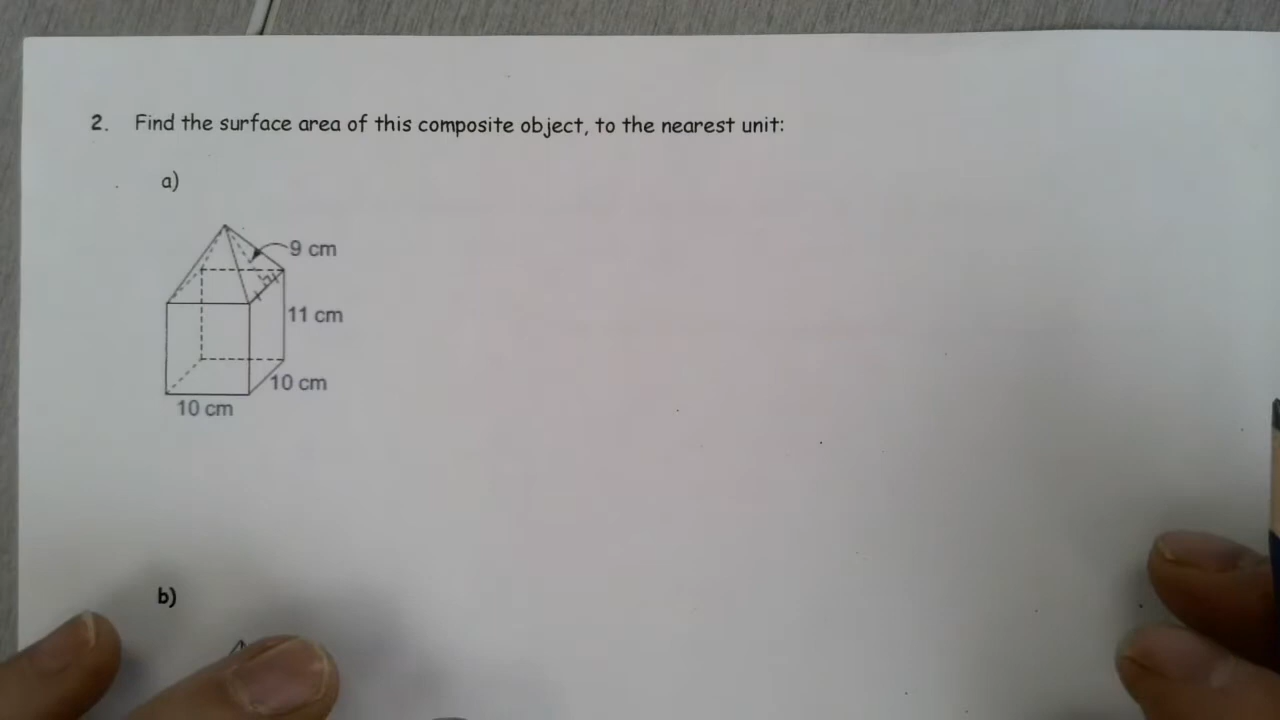 2. Find the surface area of this composite object, to the nearest unit:
a)
9 cm
11 cm
10 cm
10 cm
b)